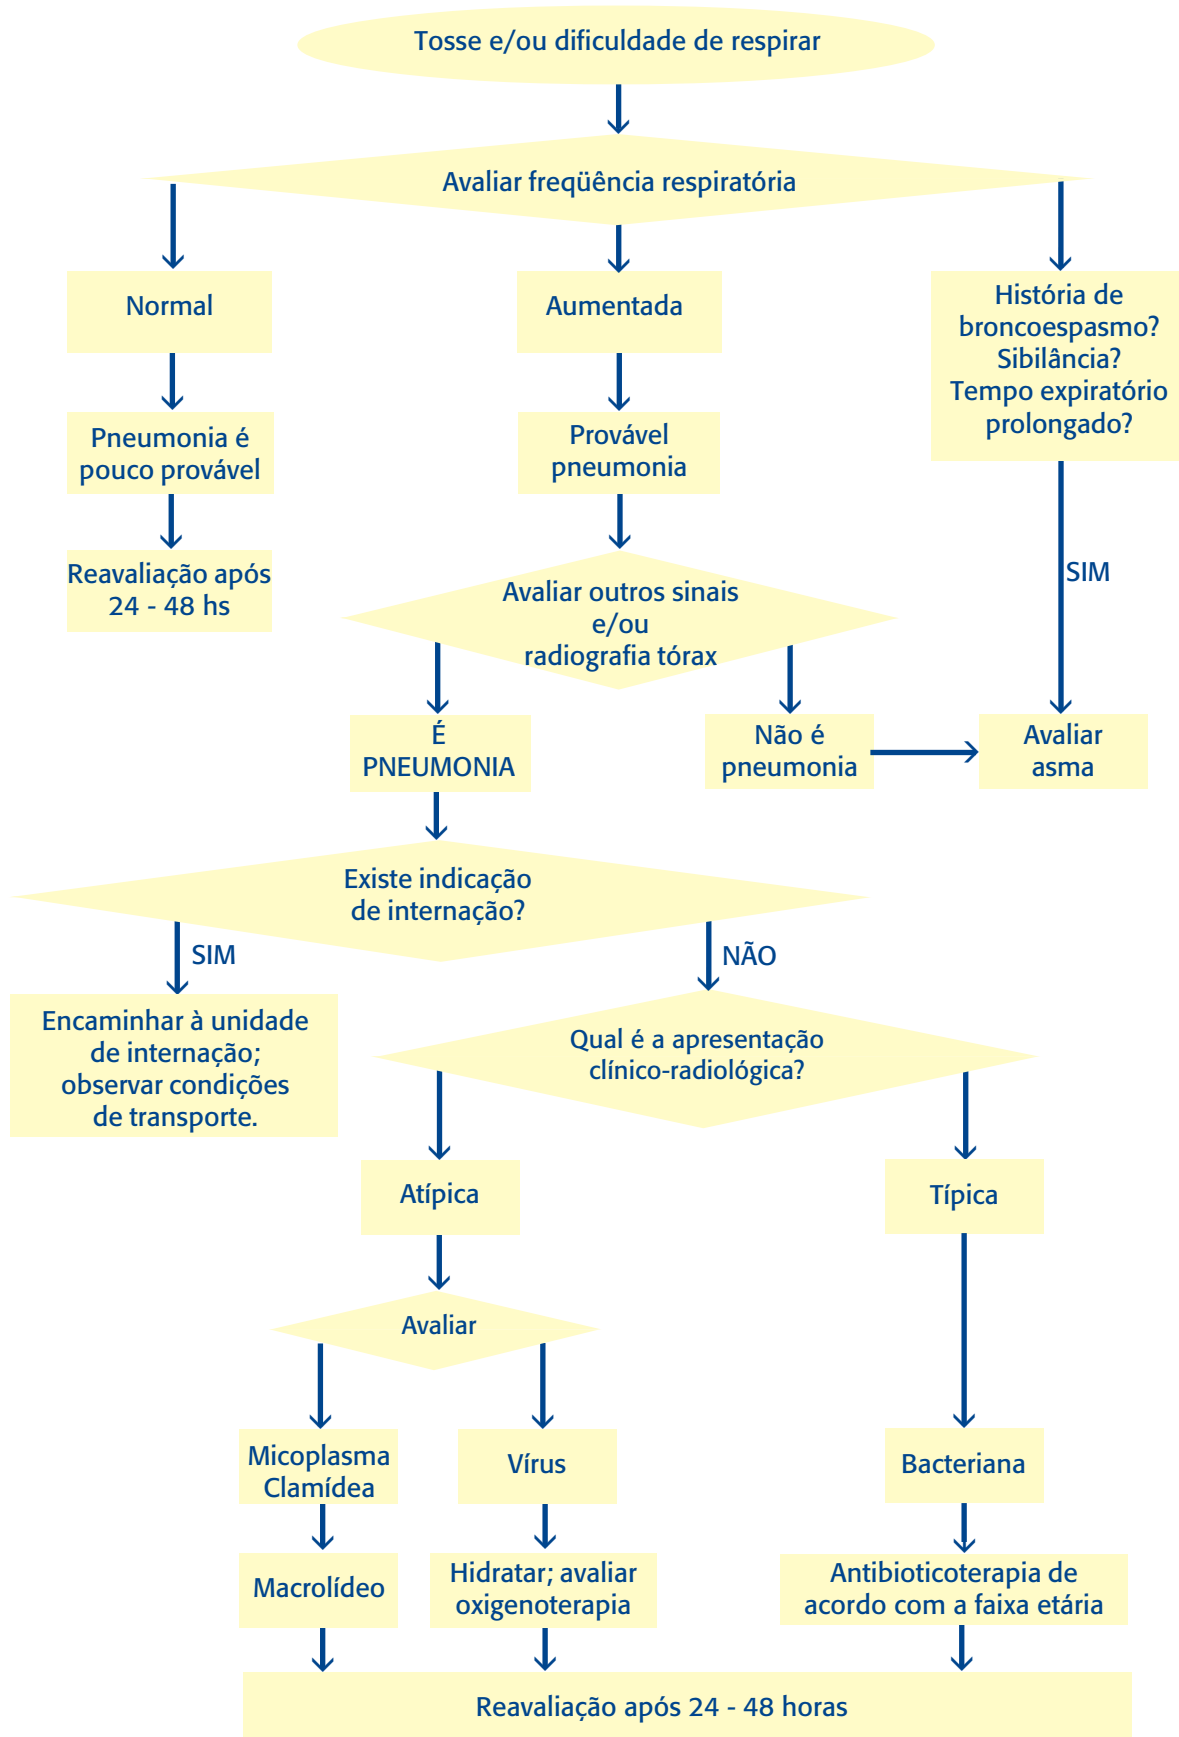 Tosse e/ou dificuldade de respirar
Avaliar freqüência respiratória
Normal
Aumentada
História de
broncoespasmo?
Sibilância?
Tempo expiratório
prolongado?
Pneumonia é
pouco provável
Provável
pneumonia
Reavaliação após
24 - 48 hs
Avaliar outros sinais
e/ou
radiografia tórax
SIM
É
PNEUMONIA
Não é
pneumonia
Avaliar
asma
Existe indicação
de internação?
SIM
NÃO
Encaminhar à unidade
de internação;
observar condições
de transporte.
Qual é a apresentação
clínico-radiológica?
Atípica
Típica
Avaliar
Micoplasma
Clamídea
Vírus
Bacteriana
Macrolídeo
Hidratar; avaliar
oxigenoterapia
Antibioticoterapia de
acordo com a faixa etária
Reavaliação após 24 - 48 horas